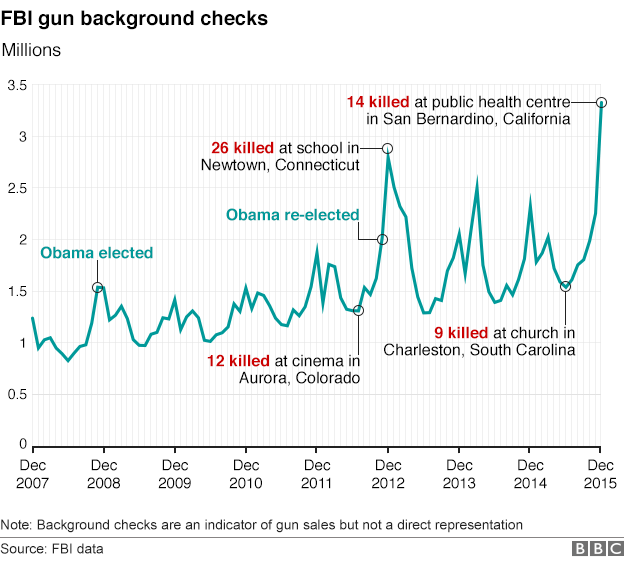 FBI gun background checks
Millions
3.5
3
2.5
2
1.5
1
0.5
0
14 killed at public health centre
in San Bernardino, California
26 killed at school in
Newtown, Connecticut
Obama re-elected
Obama elected
12 killed at cinema in
Aurora, Colorado
9 killed at church in
Charleston, South Carolina
Dec Dec Dec Dec Dec Dec Dec Dec Dec
2007 2008 2009 2010 2011 2012 2013 2014 2015
Note: Background checks are an indicator of gun sales but not a direct representation
Source: FBI data
BBC